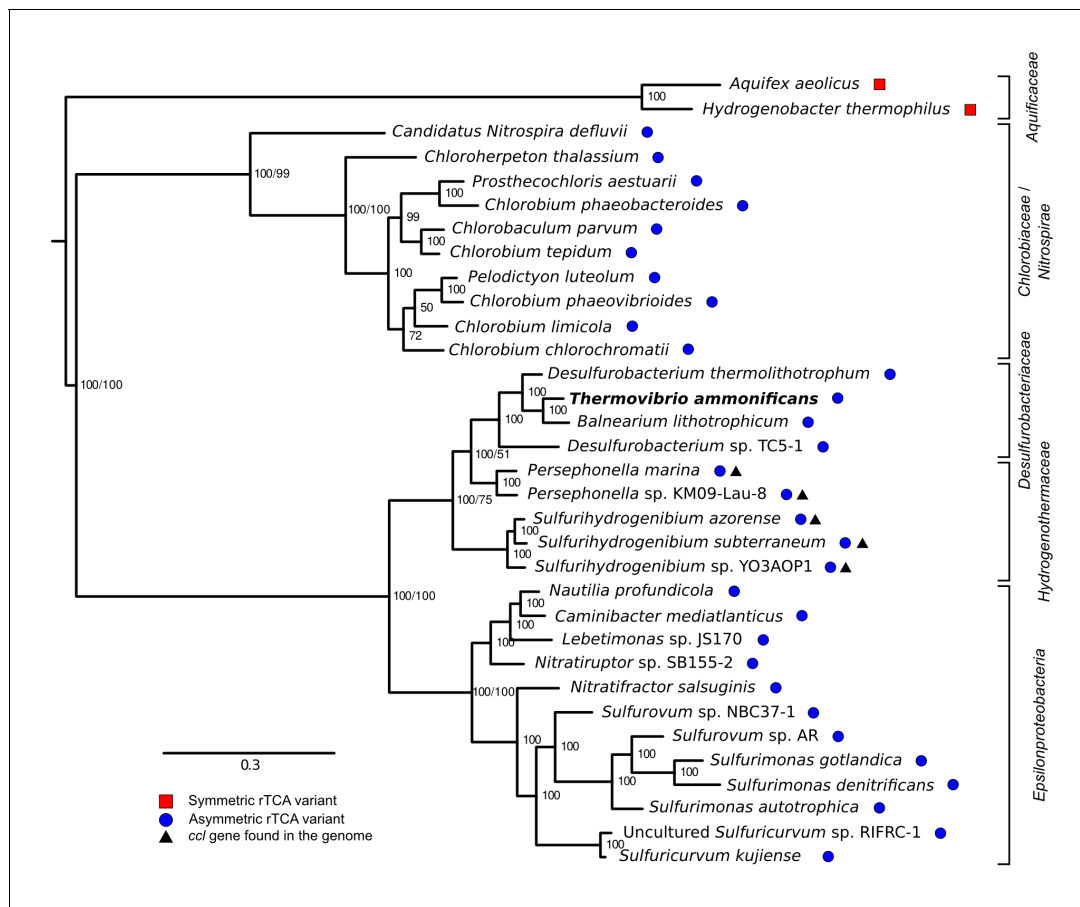 Aquifex aeolicus
100
Hydrogenobacter thermophilus
Aquificaceae
Candidatus Nitrospira defluvii
Chloroherpeton thalassium
100/99
Prosthecochloris aestuarii
100
Chlorobium phaeobacteroides
100/100
99
Chlorobaculum parvum
100
Chlorobium tepidum
100
Pelodictyon luteolum
100
Chlorobium phaeovibrioides
50
Chlorobium limicola
72
Chlorobium chlorochromatii
Chlorobiaceae /
Nitrospirae
100/100
Desulfurobacterium thermolithotrophum
100
Thermovibrio ammonificans
100
Balnearium lithotrophicum
100
Desulfurobacterium sp. TC5-1
Desulfurobacteriaceae
100/51
Persephonella marina
100
Persephonella sp. KM09-Lau-8
100/75
Sulfurihydrogenibium azorense
100
Sulfurihydrogenibium subterraneum
100
Sulfurihydrogenibium sp. YO3AOP1
Hydrogenothermaceae
100/100
Nautilia profundicola
100
Caminibacter mediatlanticus
100
Lebetimonas sp. JS170
100
Nitratiruptor sp. SB155-2
100/100
Nitratifractor salsuginis
Sulfurovum sp. NBC37-1
100
Sulfurovum sp. AR
100
100
Sulfurimonas gotlandica
100
Sulfurimonas denitrificans
100
Sulfurimonas autotrophica
100
Uncultured Sulfuricurvum sp. RIFRC-1
100
Sulfuricurvum kujiense
Epsilonproteobacteria
0.3
Symmetric rTCA variant
Asymmetric rTCA variant
ccl gene found in the genome